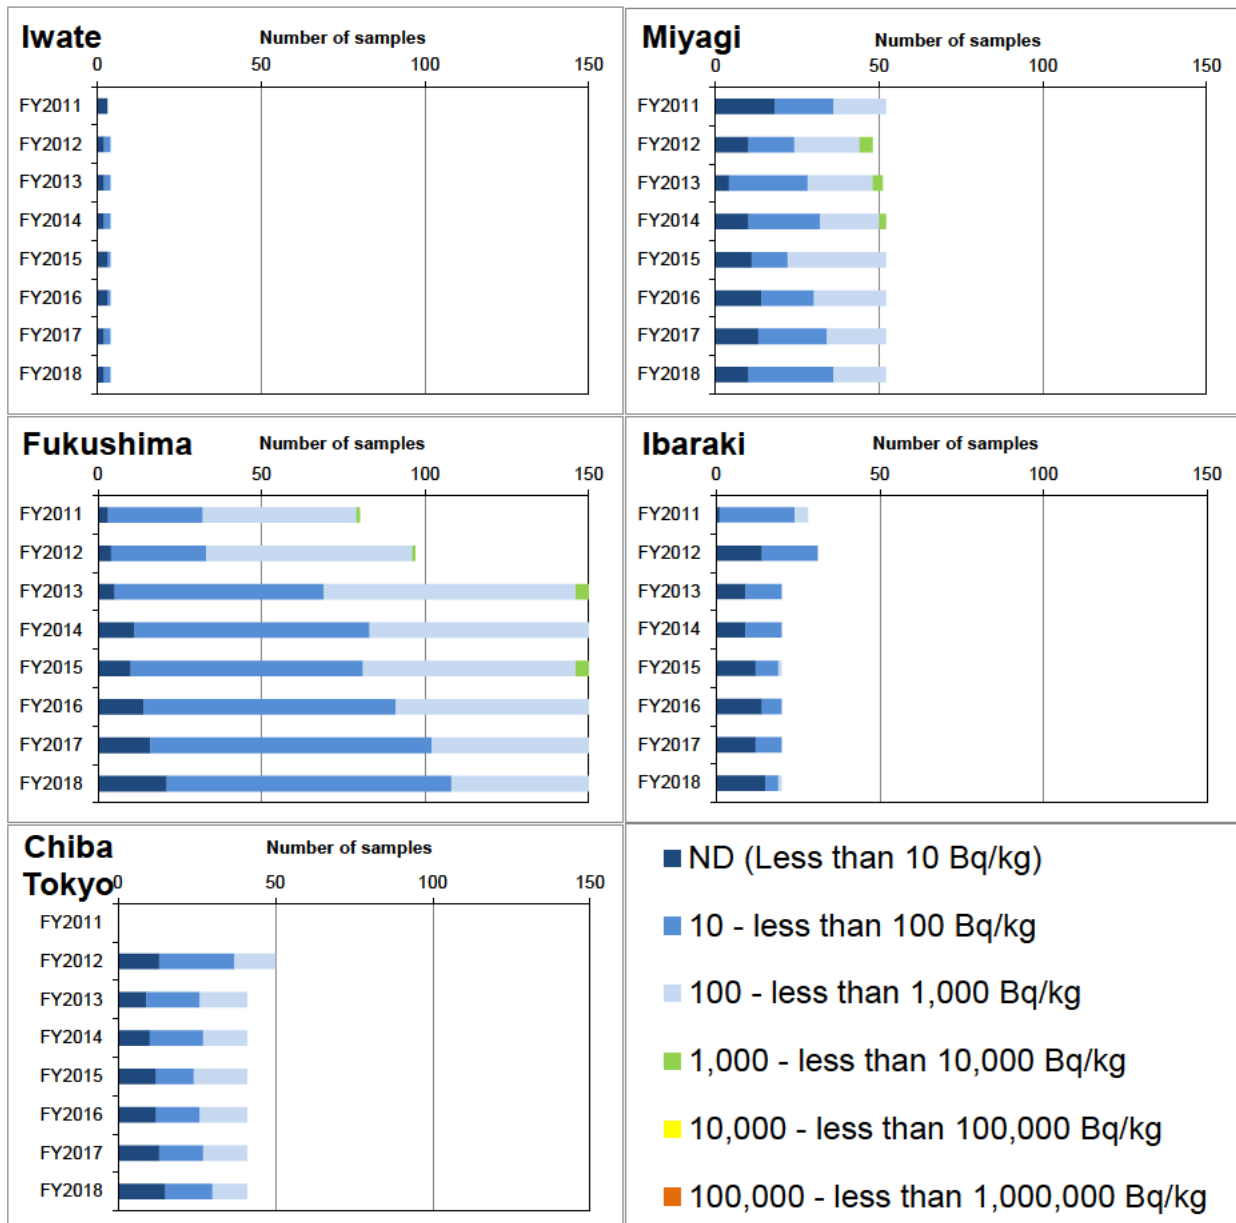 Iwate
Number of samples
0 50 100 150
FY2011
FY2012
FY2013
FY2014
FY2015
FY2016
FY2017
FY2018
Miyagi
Number of samples
0 50 100 150
FY2011
FY2012
FY2013
FY2014
FY2015
FY2016
FY2017
FY2018
Fukushima
Number of samples
0 50 100 150
FY2011
FY2012
FY2013
FY2014
FY2015
FY2016
FY2017
FY2018
Ibaraki
Number of samples
0 50 100 150
FY2011
FY2012
FY2013
FY2014
FY2015
FY2016
FY2017
FY2018
Chiba
Tokyo
Number of samples
0 50 100 150
FY2011
FY2012
FY2013
FY2014
FY2015
FY2016
FY2017
FY2018
ND (Less than 10 Bq/kg)
10 - less than 100 Bq/kg
100 - less than 1,000 Bq/kg
1,000 - less than 10,000 Bq/kg
10,000 - less than 100,000 Bq/kg
100,000 - less than 1,000,000 Bq/kg